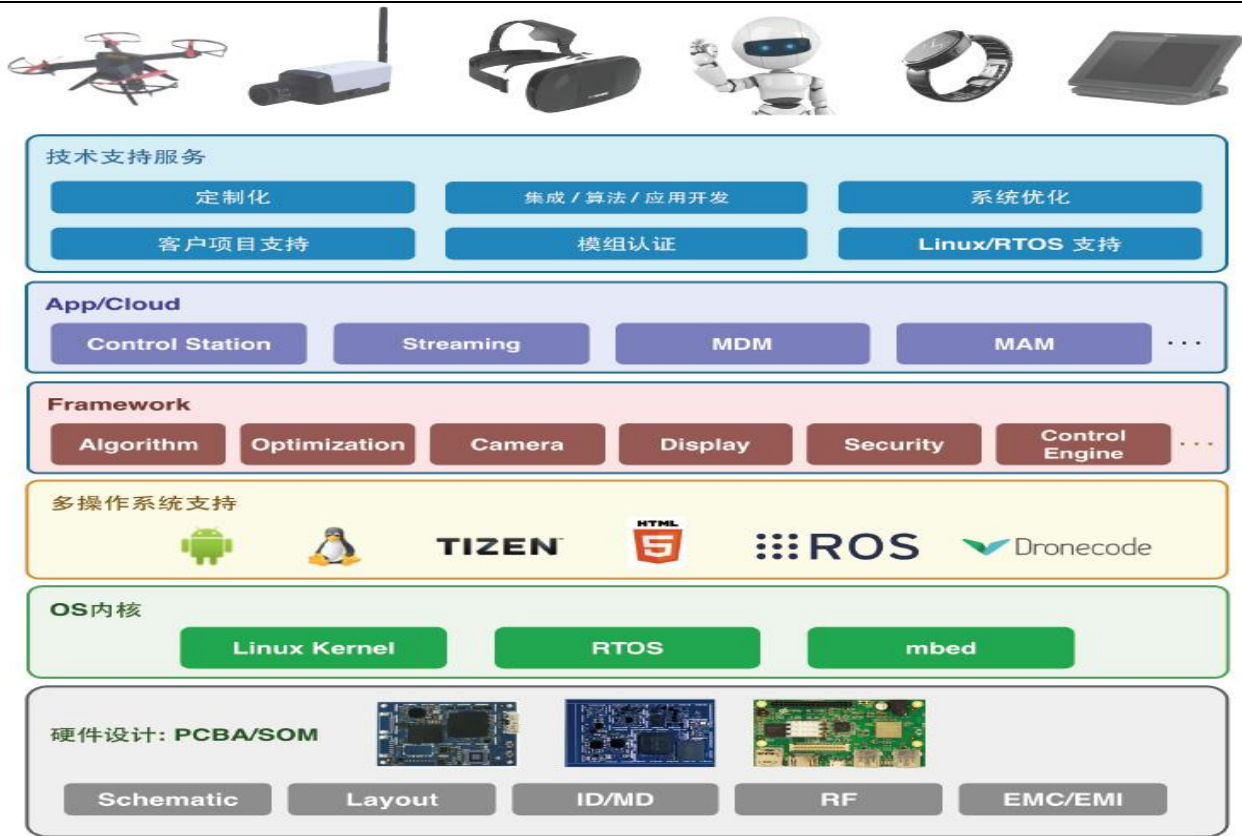 技术支持服务
定制化
集成/算法/应用开发
系统优化
客户项目支持
模组认证
Linux/RTOS 支持
App/Cloud
Control Station
Streaming
MDM
MAM
...
Framework
Algorithm
Optimization
Camera
Display
Security
Control
Engine
...
多操作系统支持
TIZEN
HTML
5
ROS
Dronecode
OS内核
Linux Kernel
RTOS
mbed
硬件设计: PCBA/SOM
Schematic
Layout
ID/MD
RF
EMC/EMI